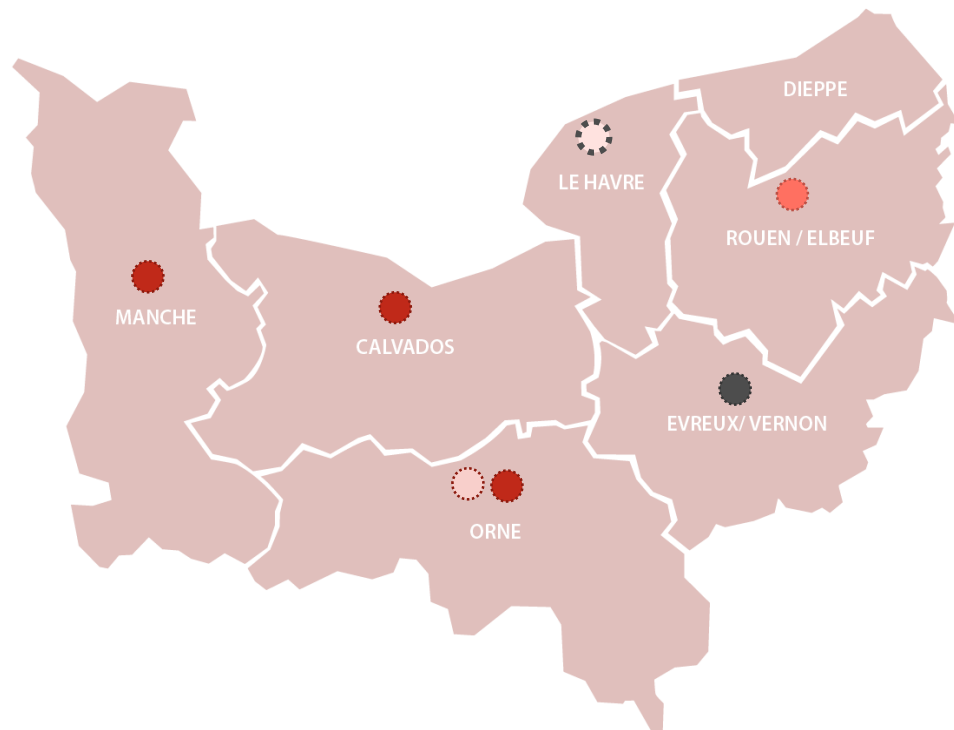 DIEPPE
LE HAVRE
ROUEN / ELBEUF
MANCHE
CALVADOS
EVREUX/ VERNON
ORNE